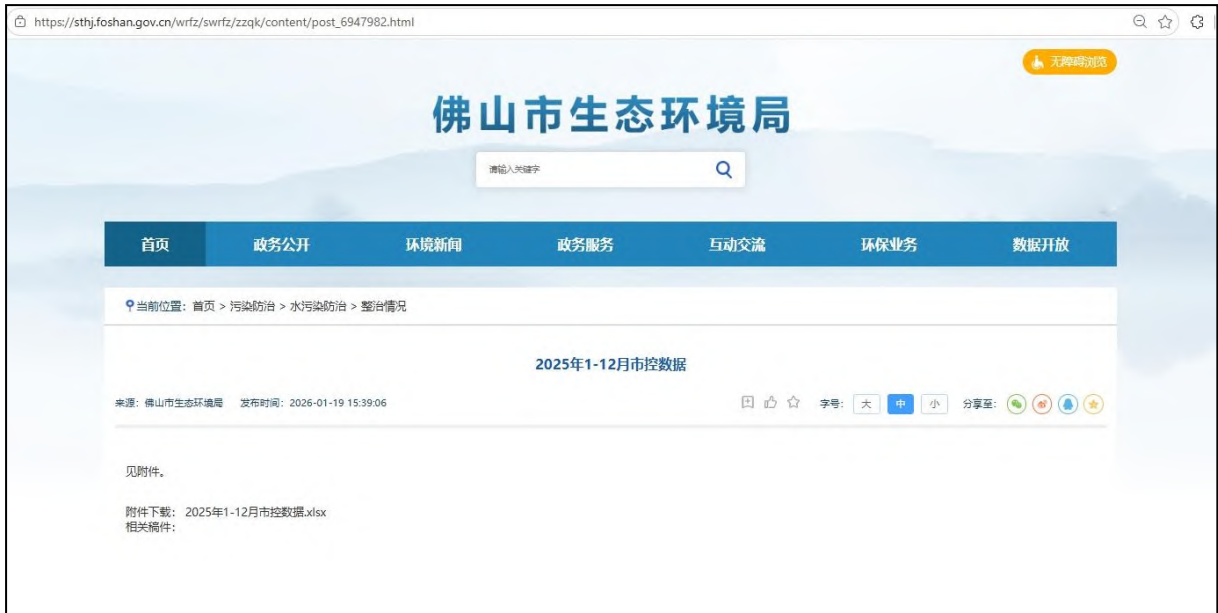 https://sthj.foshan.gov.cn/wrfz/swrfz/zzqk/content/post_6947982.html
无障碍浏览
佛山市生态环境局
请输入关键字
首页 政务公开 环境新闻 政务服务 互动交流 环保业务 数据开放
当前位置：首页 > 污染防治 > 水污染防治 > 整治情况
2025年1-12月市控数据
来源：佛山市生态环境局 发布时间：2026-01-19 15:39:06 字号： 大 中 小 分享至：
见附件。
附件下载： 2025年1-12月市控数据.xlsx
相关稿件：